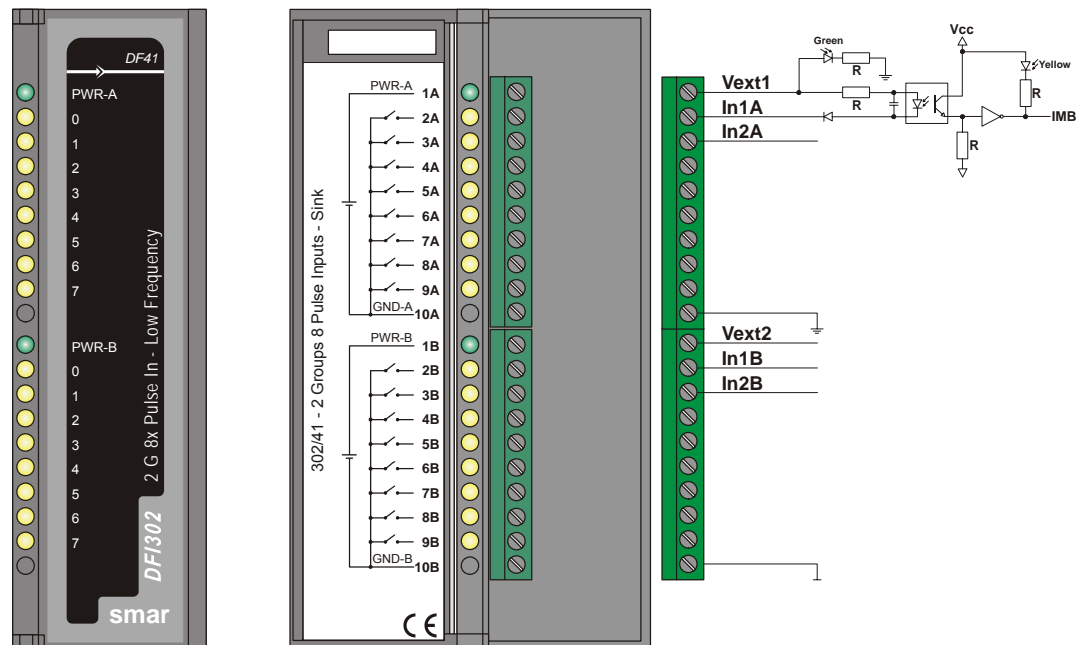 DF41
PWR-A
0
1
2
3
4
5
6
7
PWR-B
0
1
2
3
4
5
6
7
2 G 8x Pulse In - Low Frequency
DFI302
smar
302/41 - 2 Groups 8 Pulse Inputs - Sink
PWR-A 1A
2A
3A
4A
5A
6A
7A
8A
9A
GND-A 10A
PWR-B 1B
2B
3B
4B
5B
6B
7B
8B
9B
GND-B 10B
CE
Vext1
In1A
In2A
Vext2
In1B
In2B
Green
R
R
Vcc
Yellow
R
IMB
R